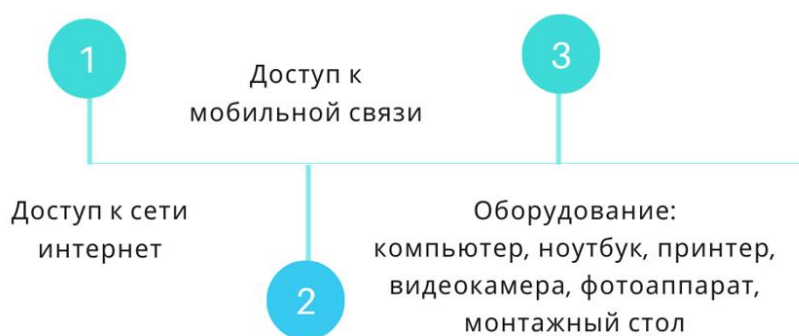 1
Доступ к сети
интернет
Доступ к
мобильной связи
2
3
Оборудование:
компьютер, ноутбук, принтер,
видеокамера, фотоаппарат,
монтажный стол